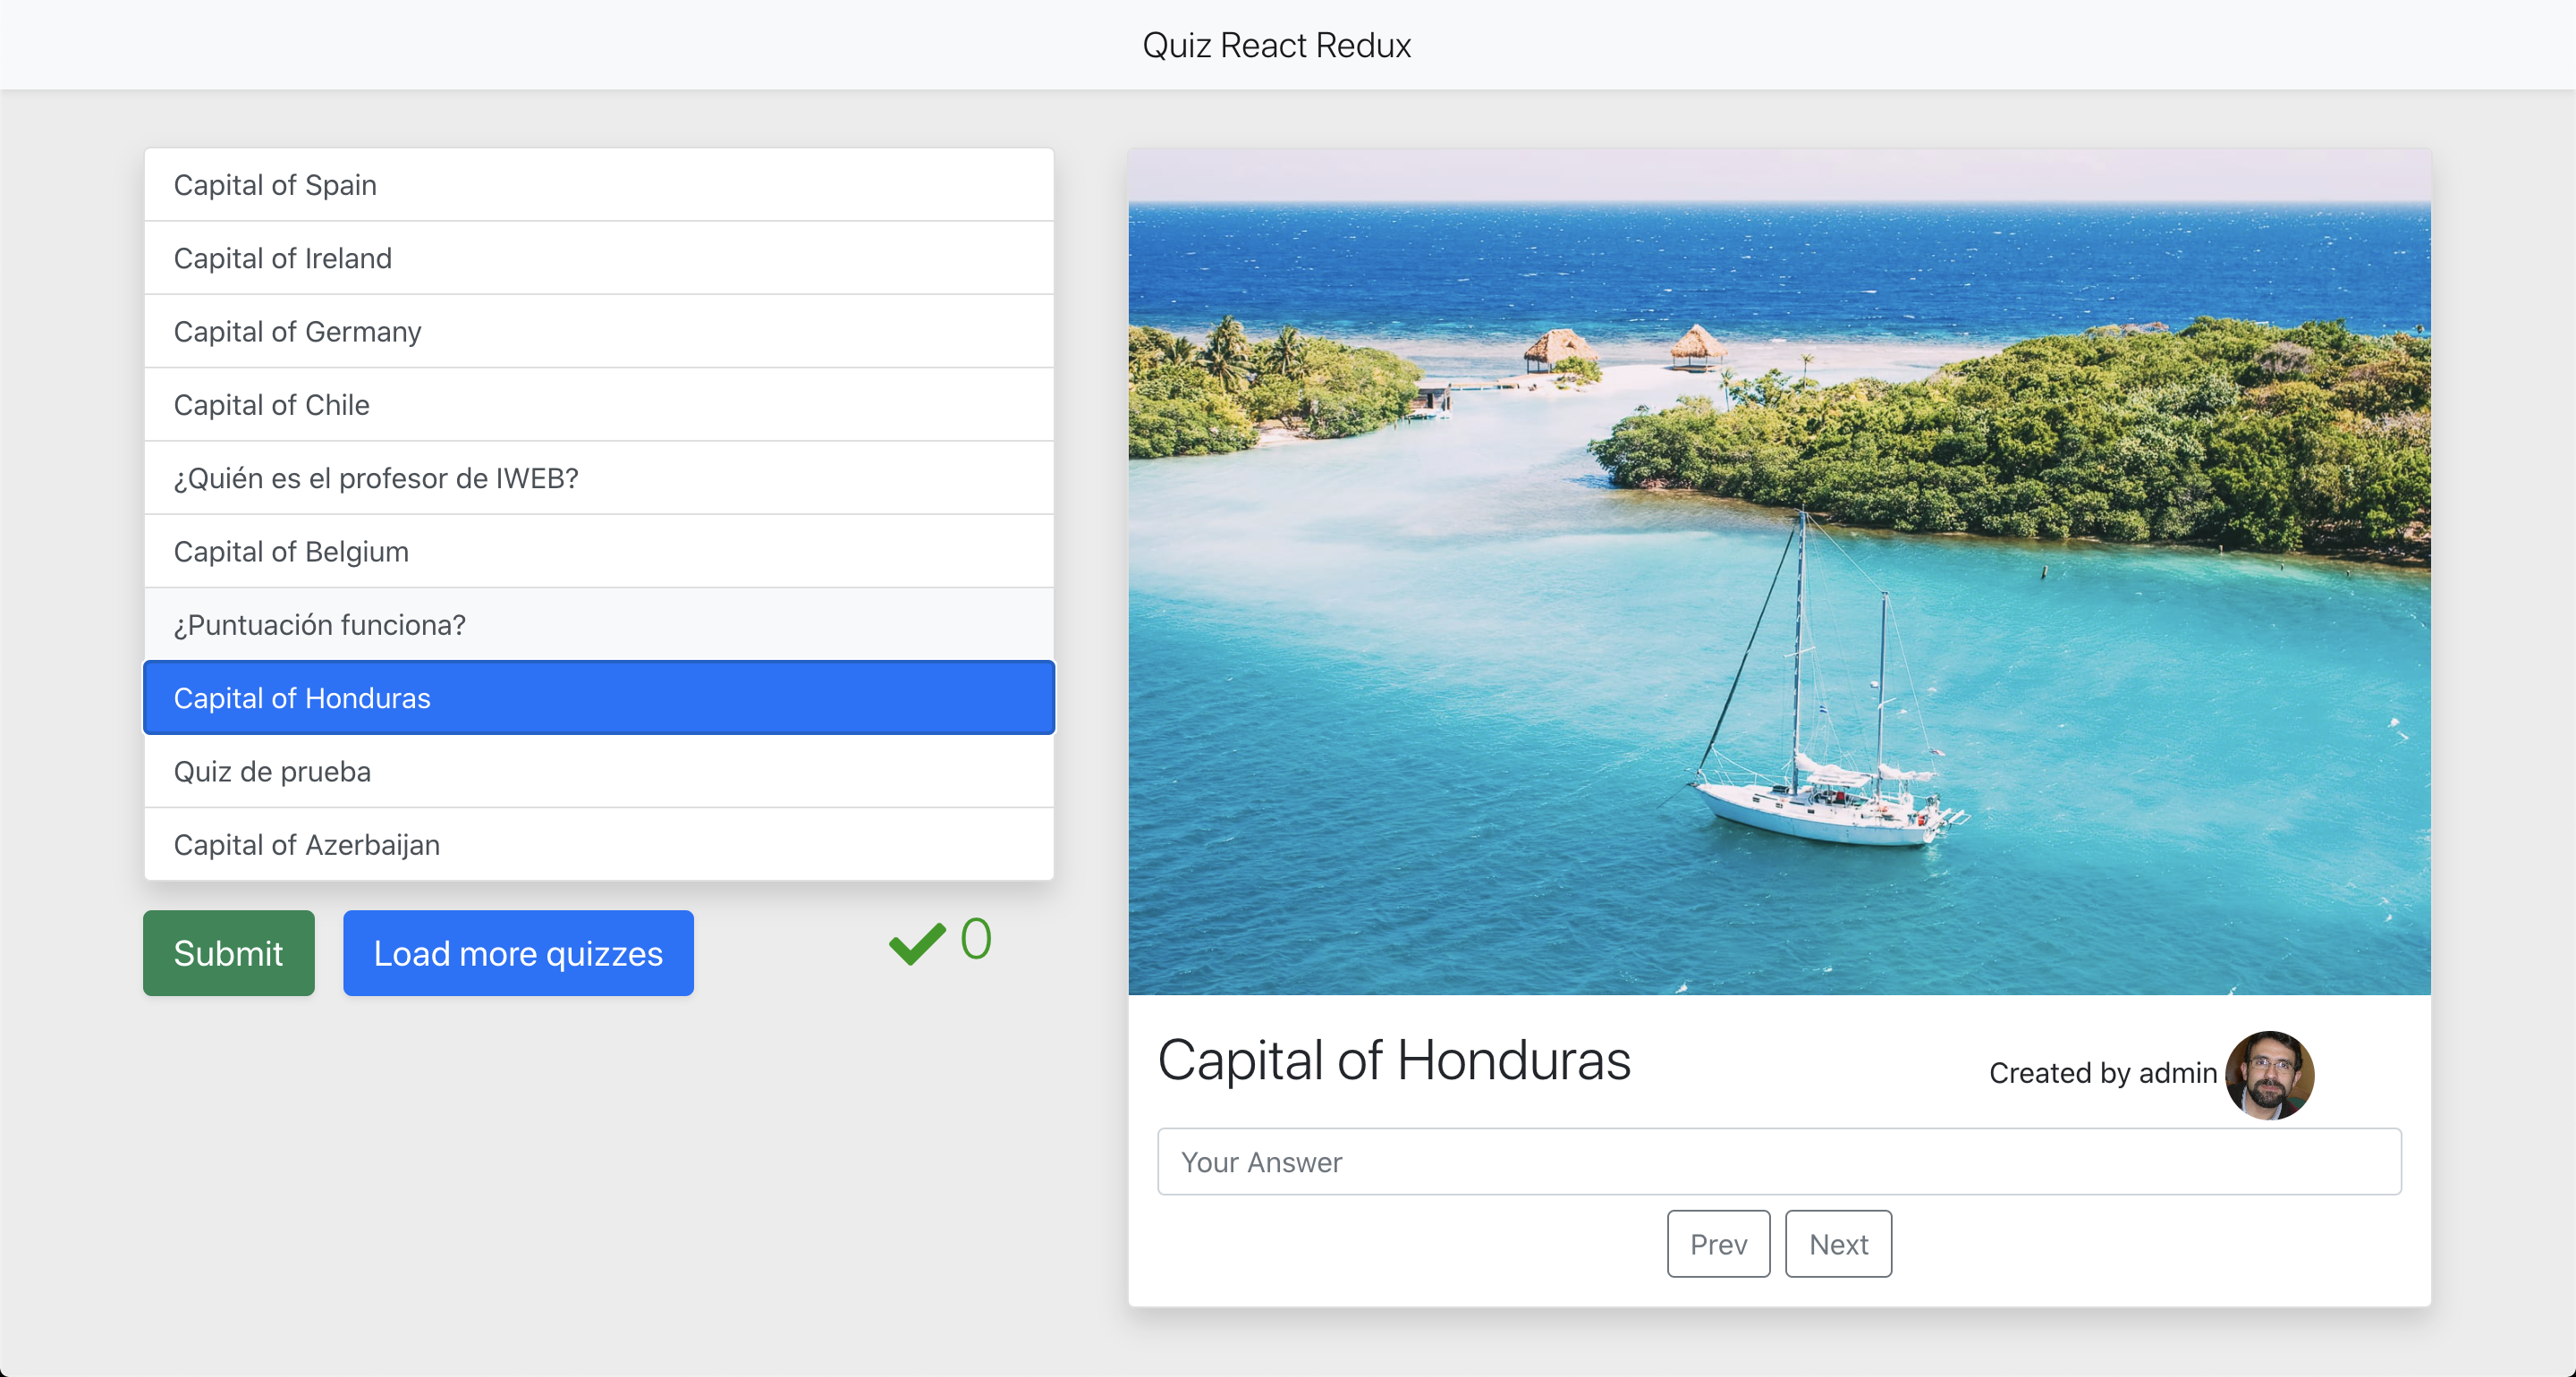 Quiz React Redux
Capital of Spain
Capital of Ireland
Capital of Germany
Capital of Chile
¿Quién es el profesor de IWEB?
Capital of Belgium
¿Puntuación funciona?
Capital of Honduras
Quiz de prueba
Capital of Azerbaijan
Submit
Load more quizzes
0
Capital of Honduras
Created by admin
Your Answer
Prev
Next